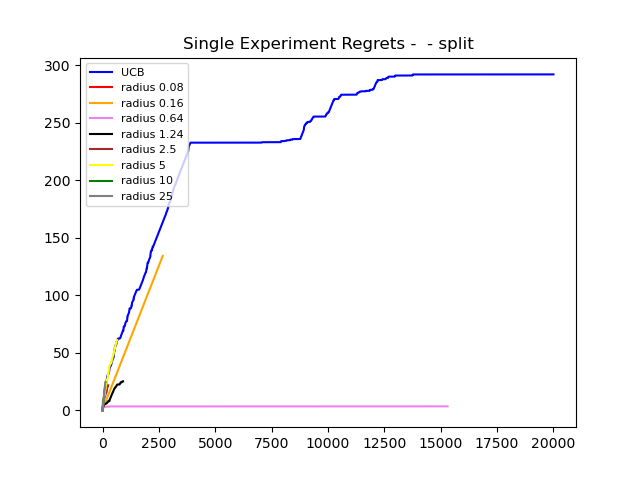 Single Experiment Regrets -  - split
300
250
200
150
100
50
0
UCB
radius 0.08
radius 0.16
radius 0.64
radius 1.24
radius 2.5
radius 5
radius 10
radius 25
0 2500 5000 7500 10000 12500 15000 17500 20000